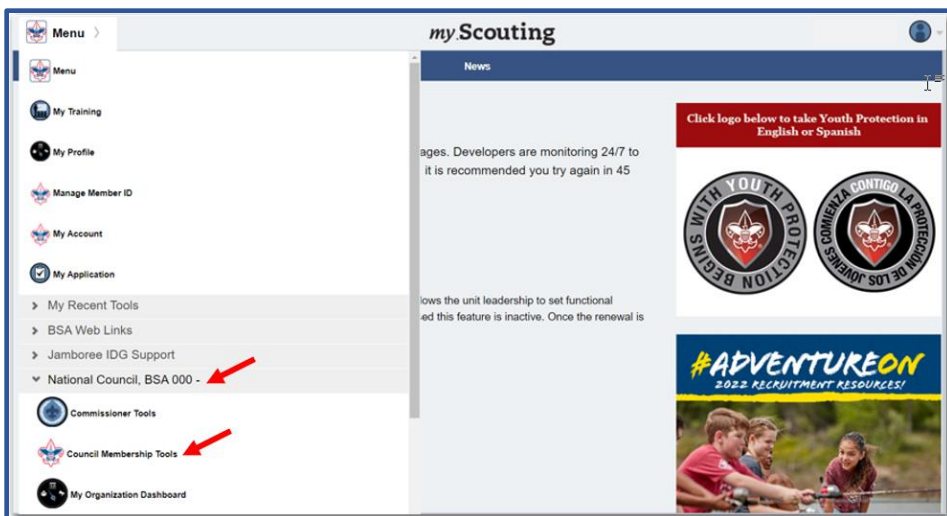 Menu
my.Scouting
Menu
News
My Training
My Profile
Manage Member ID
My Account
My Application
My Recent Tools
BSA Web Links
Jamboree IDG Support
National Council, BSA 000 -
Commissioner Tools
Council Membership Tools
My Organization Dashboard
ages. Developers are monitoring 24/7 to
it is recommended you try again in 45
lows the unit leadership to set functional
ed this feature is inactive. Once the renewal is
Click logo below to take Youth Protection in
English or Spanish
YOUTH PROTECTION BEGINS WITH YOU
LA PROTECCIÓN DE LOS JÓVENES COMIENZA CONTIGO
#ADVENTUREON
2022 RECRUITMENT RESOURCES!